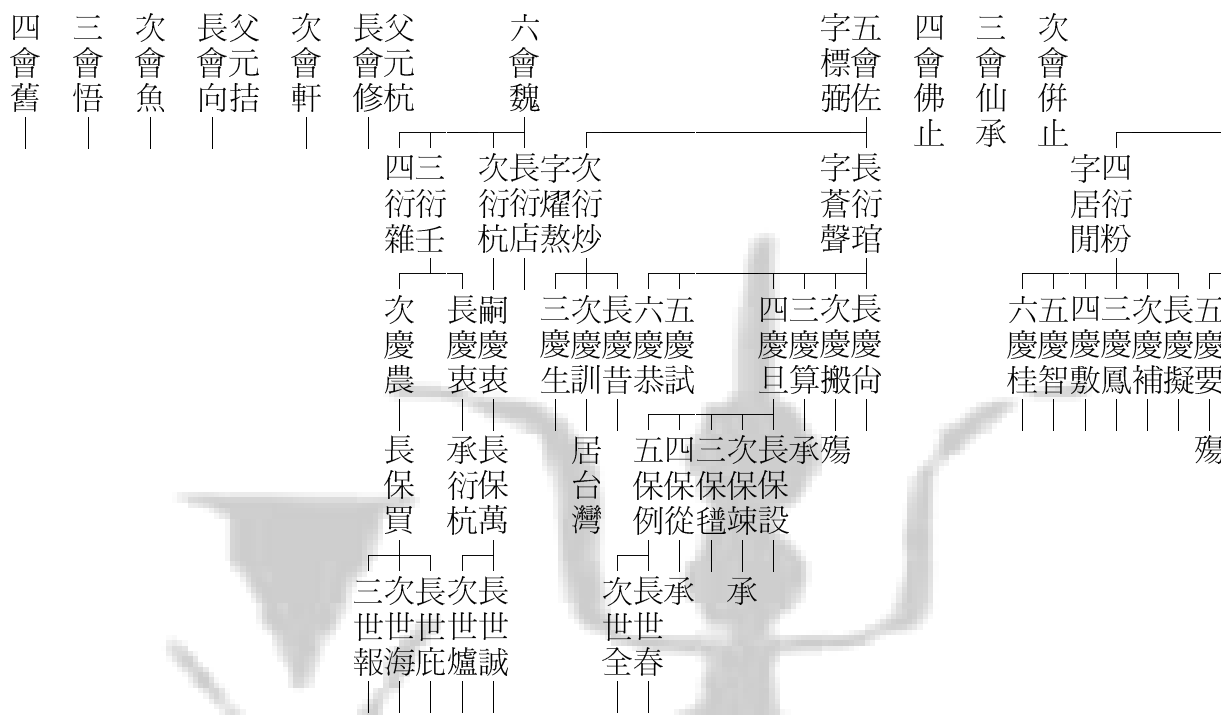 次會㑣止
三會仙承
四會佛止
五會佐
字標弼
六會魏
父元杭
長會修
次會軒
父元拮
長會向
次會魚
三會悟
四會舊
四衍粉
字居閒
長衍琯
字蒼聲
次衍炒
字燿熬
長衍店
次衍杭
三衍壬
四衍雜
五慶要
長慶擬
次慶補
三慶鳳
四慶敷
五慶智
六慶桂
長慶尙
次慶搬
三慶算
四慶旦
五慶試
六慶恭
長慶昔
次慶訓
三慶生
嗣慶衷
長慶衷
次慶農
殤
殤
承
長保設
次保竦
三保氆
四保從
五保例
居台灣
長保萬
承衍杭
長保買
承
承
長世春
次世全
長世誠
次世爐
長世庇
次世海
三世報